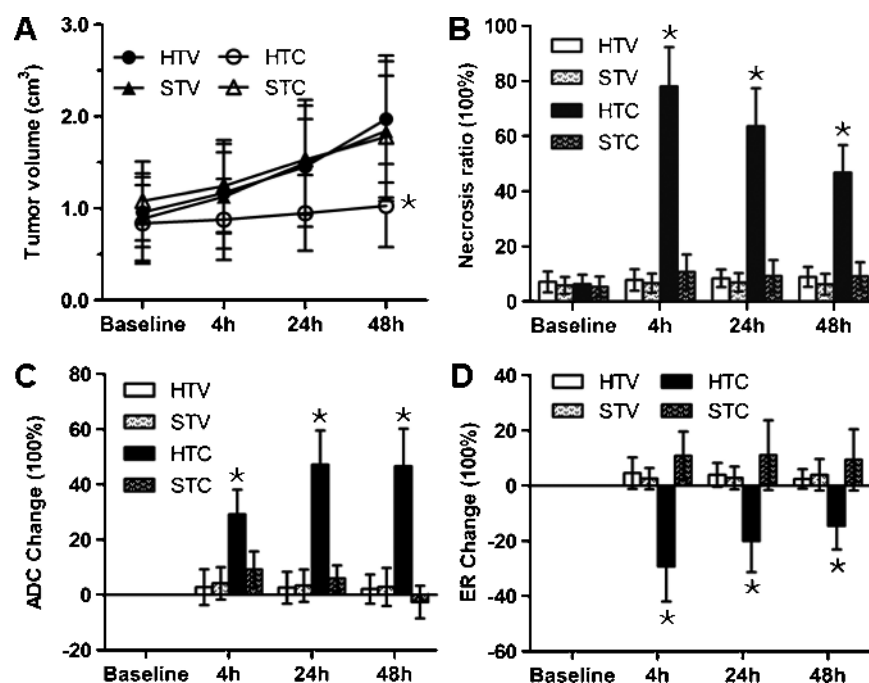 A
Tumor volume (cm³)
3.0
2.0
1.0
0.0
HTV HTC
STV STC
*
Baseline 4h 24h 48h
B
Necrosis ratio (100%)
100
80
60
40
20
0
HTV
STV
HTC
STC
* * *
Baseline 4h 24h 48h
C
ADC Change (100%)
80
60
40
20
0
-20
HTV
STV
HTC
STC
* * *
Baseline 4h 24h 48h
D
ER Change (100%)
40
20
0
-20
-40
-60
HTV HTC
STV STC
* * *
Baseline 4h 24h 48h